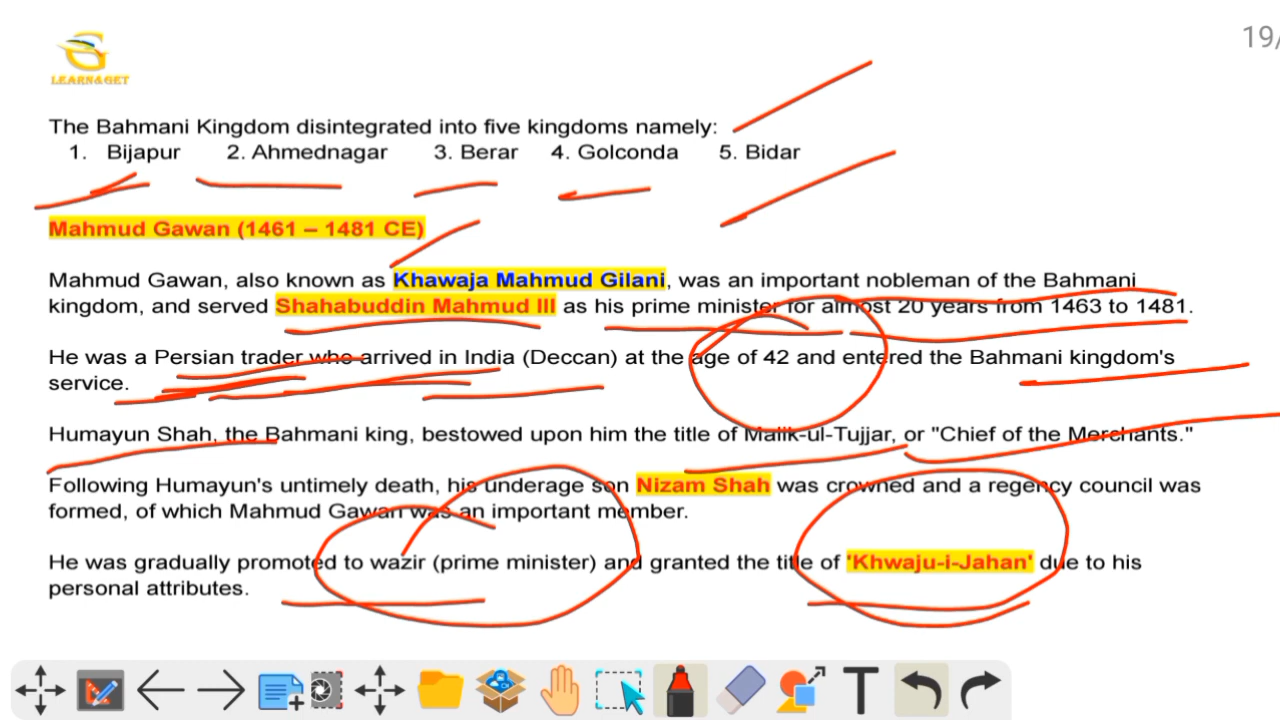 19/
LEARN&GET
The Bahmani Kingdom disintegrated into five kingdoms namely:
1. Bijapur 2. Ahmednagar 3. Berar 4. Golconda 5. Bidar
Mahmud Gawan (1461 – 1481 CE)
Mahmud Gawan, also known as Khawaja Mahmud Gilani, was an important nobleman of the Bahmani
kingdom, and served Shahabuddin Mahmud III as his prime minister for almost 20 years from 1463 to 1481.
He was a Persian trader who arrived in India (Deccan) at the age of 42 and entered the Bahmani kingdom's
service.
Humayun Shah, the Bahmani king, bestowed upon him the title of Malik-ul-Tujjar, or "Chief of the Merchants."
Following Humayun's untimely death, his underage son Nizam Shah was crowned and a regency council was
formed, of which Mahmud Gawan was an important member.
He was gradually promoted to wazir (prime minister) and granted the title of 'Khwaju-i-Jahan' due to his
personal attributes.